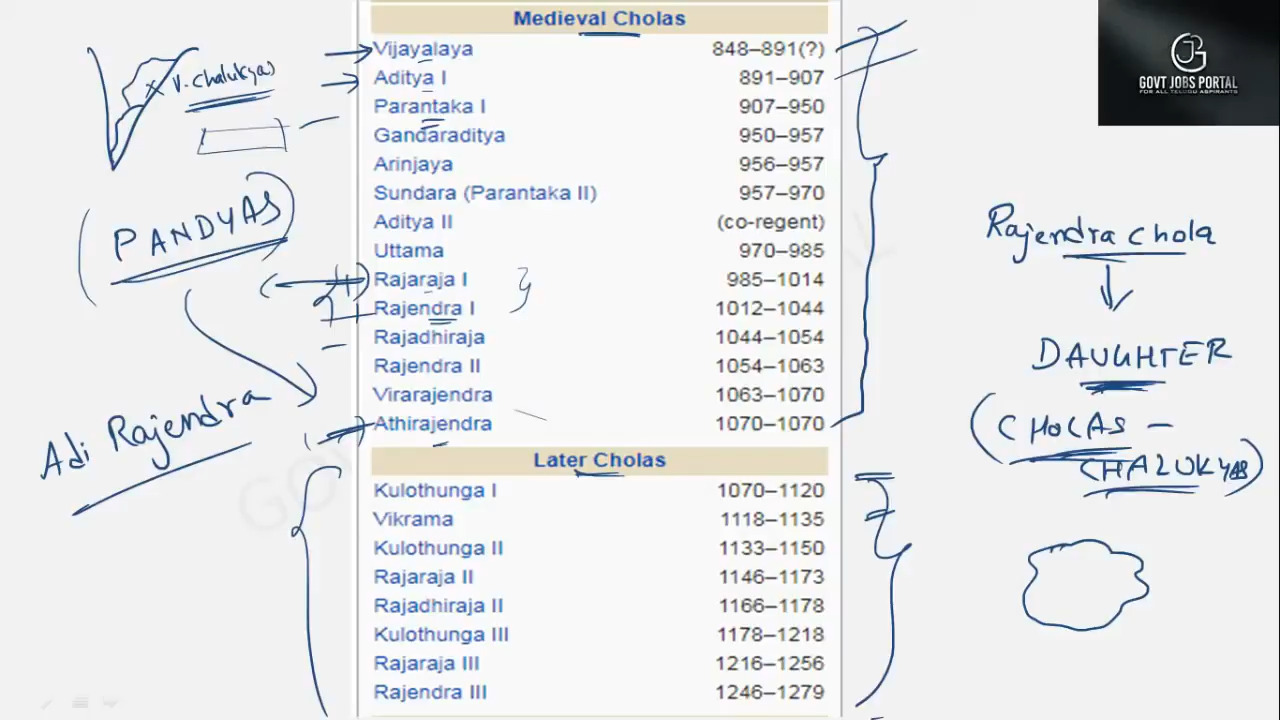 Medieval Cholas
Vijayalaya 848–891(?)
Aditya I 891–907
Parantaka I 907–950
Gandaraditya 950–957
Arinjaya 956–957
Sundara (Parantaka II) 957–970
Aditya II (co-regent)
Uttama 970–985
Rajaraja I 985–1014
Rajendra I 1012–1044
Rajadhiraja 1044–1054
Rajendra II 1054–1063
Virarajendra 1063–1070
Athirajendra 1070–1070
Later Cholas
Kulothunga I 1070–1120
Vikrama 1118–1135
Kulothunga II 1133–1150
Rajaraja II 1146–1173
Rajadhiraja II 1166–1178
Kulothunga III 1178–1218
Rajaraja III 1216–1256
Rajendra III 1246–1279
V. Chalukyas
(PANDYAS)
Adi Rajendra
GOVT JOBS PORTAL
FOR ALL TELUGU ASPIRANTS
Rajendra chola
DAUGHTER
(CHOLAS –
CHALUKYAS)